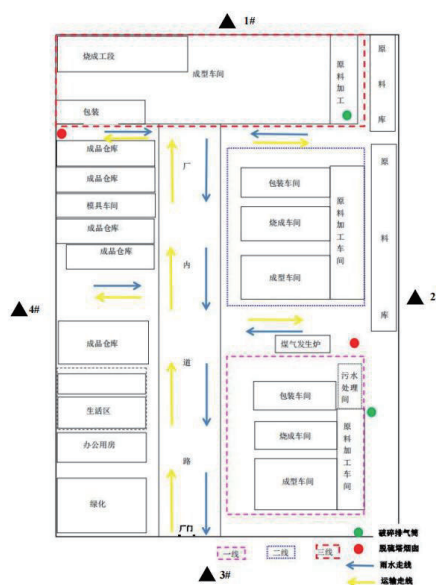 1#
烧成工段
成型车间
原料加工
原料库
包装
成品仓库
成品仓库
模具车间
成品仓库
成品仓库
厂内道路
包装车间
烧成车间
成型车间
原料加工车间
原料库
4#
2
煤气发生炉
成品仓库
生活区
办公用房
绿化
污水处理间
包装车间
烧成车间
成型车间
原料加工车间
厂门
3#
一线
二线
三线
破碎排气筒
脱硫塔烟囱
雨水走线
运输走线